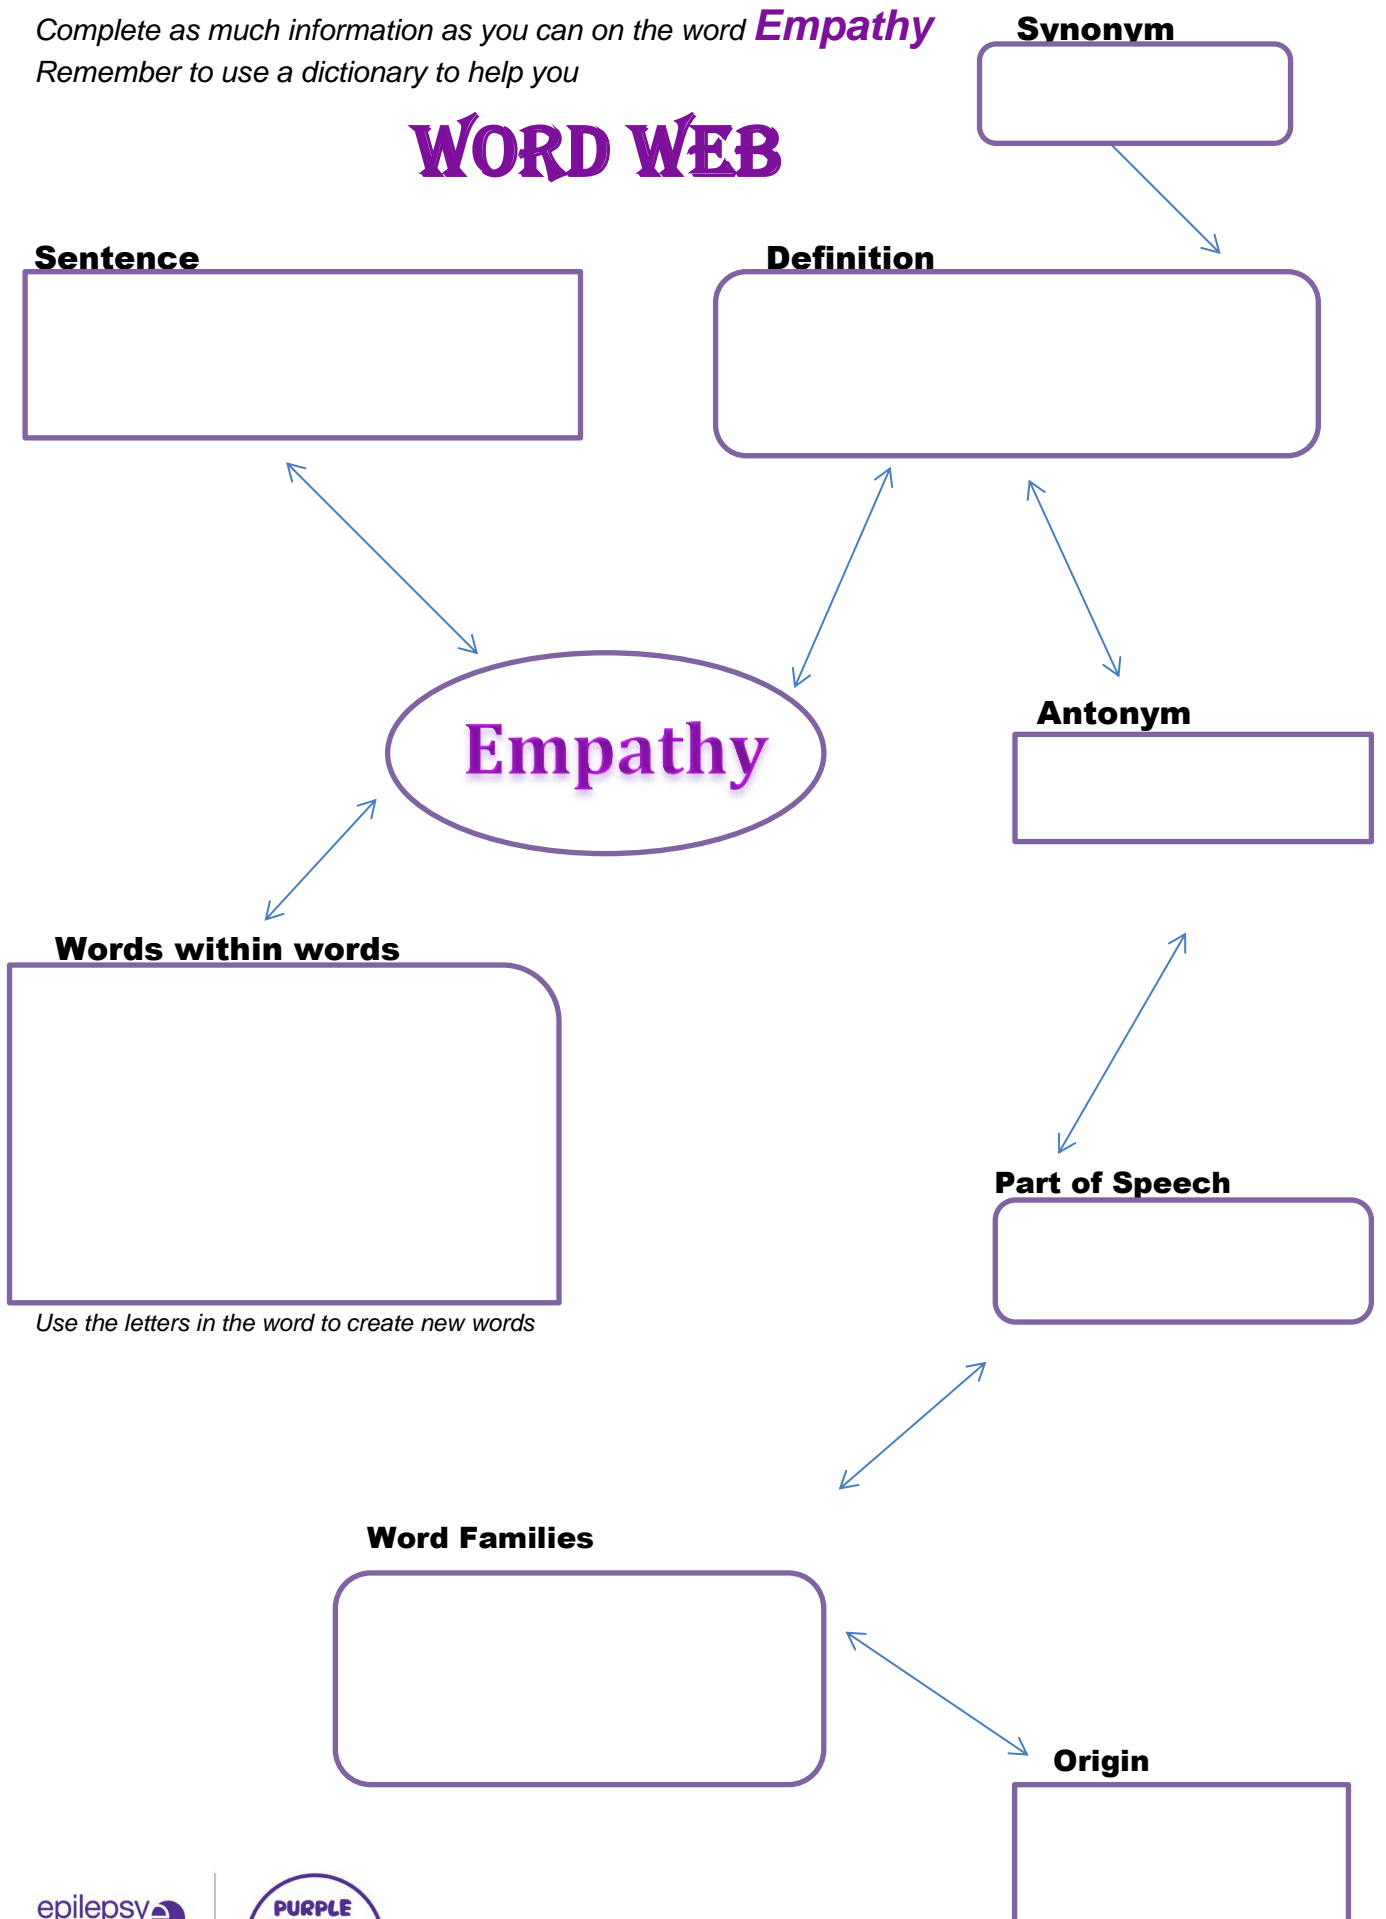 Complete as much information as you can on the word Empathy
Remember to use a dictionary to help you
Synonym
WORD WEB
Sentence
Definition
Empathy
Antonym
Words within words
Use the letters in the word to create new words
Part of Speech
Word Families
Origin
epilepsy
PURPLE